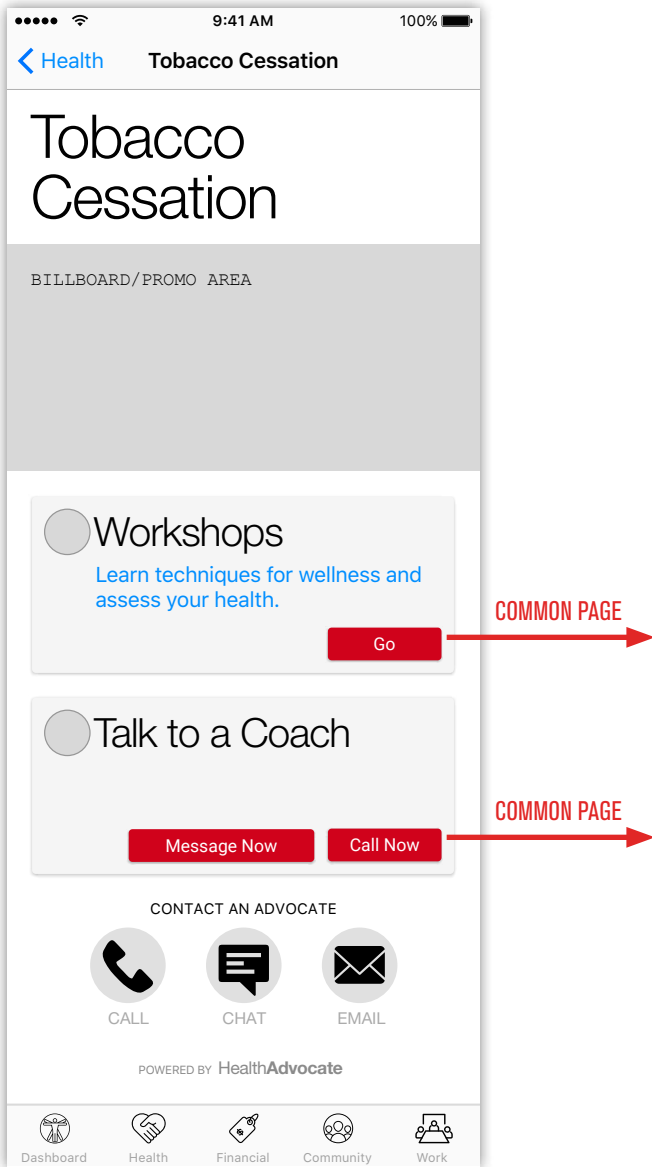 9:41 AM
100%
Health
Tobacco Cessation
Tobacco
Cessation
BILLBOARD/PROMO AREA
Workshops
Learn techniques for wellness and
assess your health.
Go
COMMON PAGE
Talk to a Coach
Message Now
Call Now
COMMON PAGE
CONTACT AN ADVOCATE
CALL
CHAT
EMAIL
POWERED BY HealthAdvocate
Dashboard
Health
Financial
Community
Work